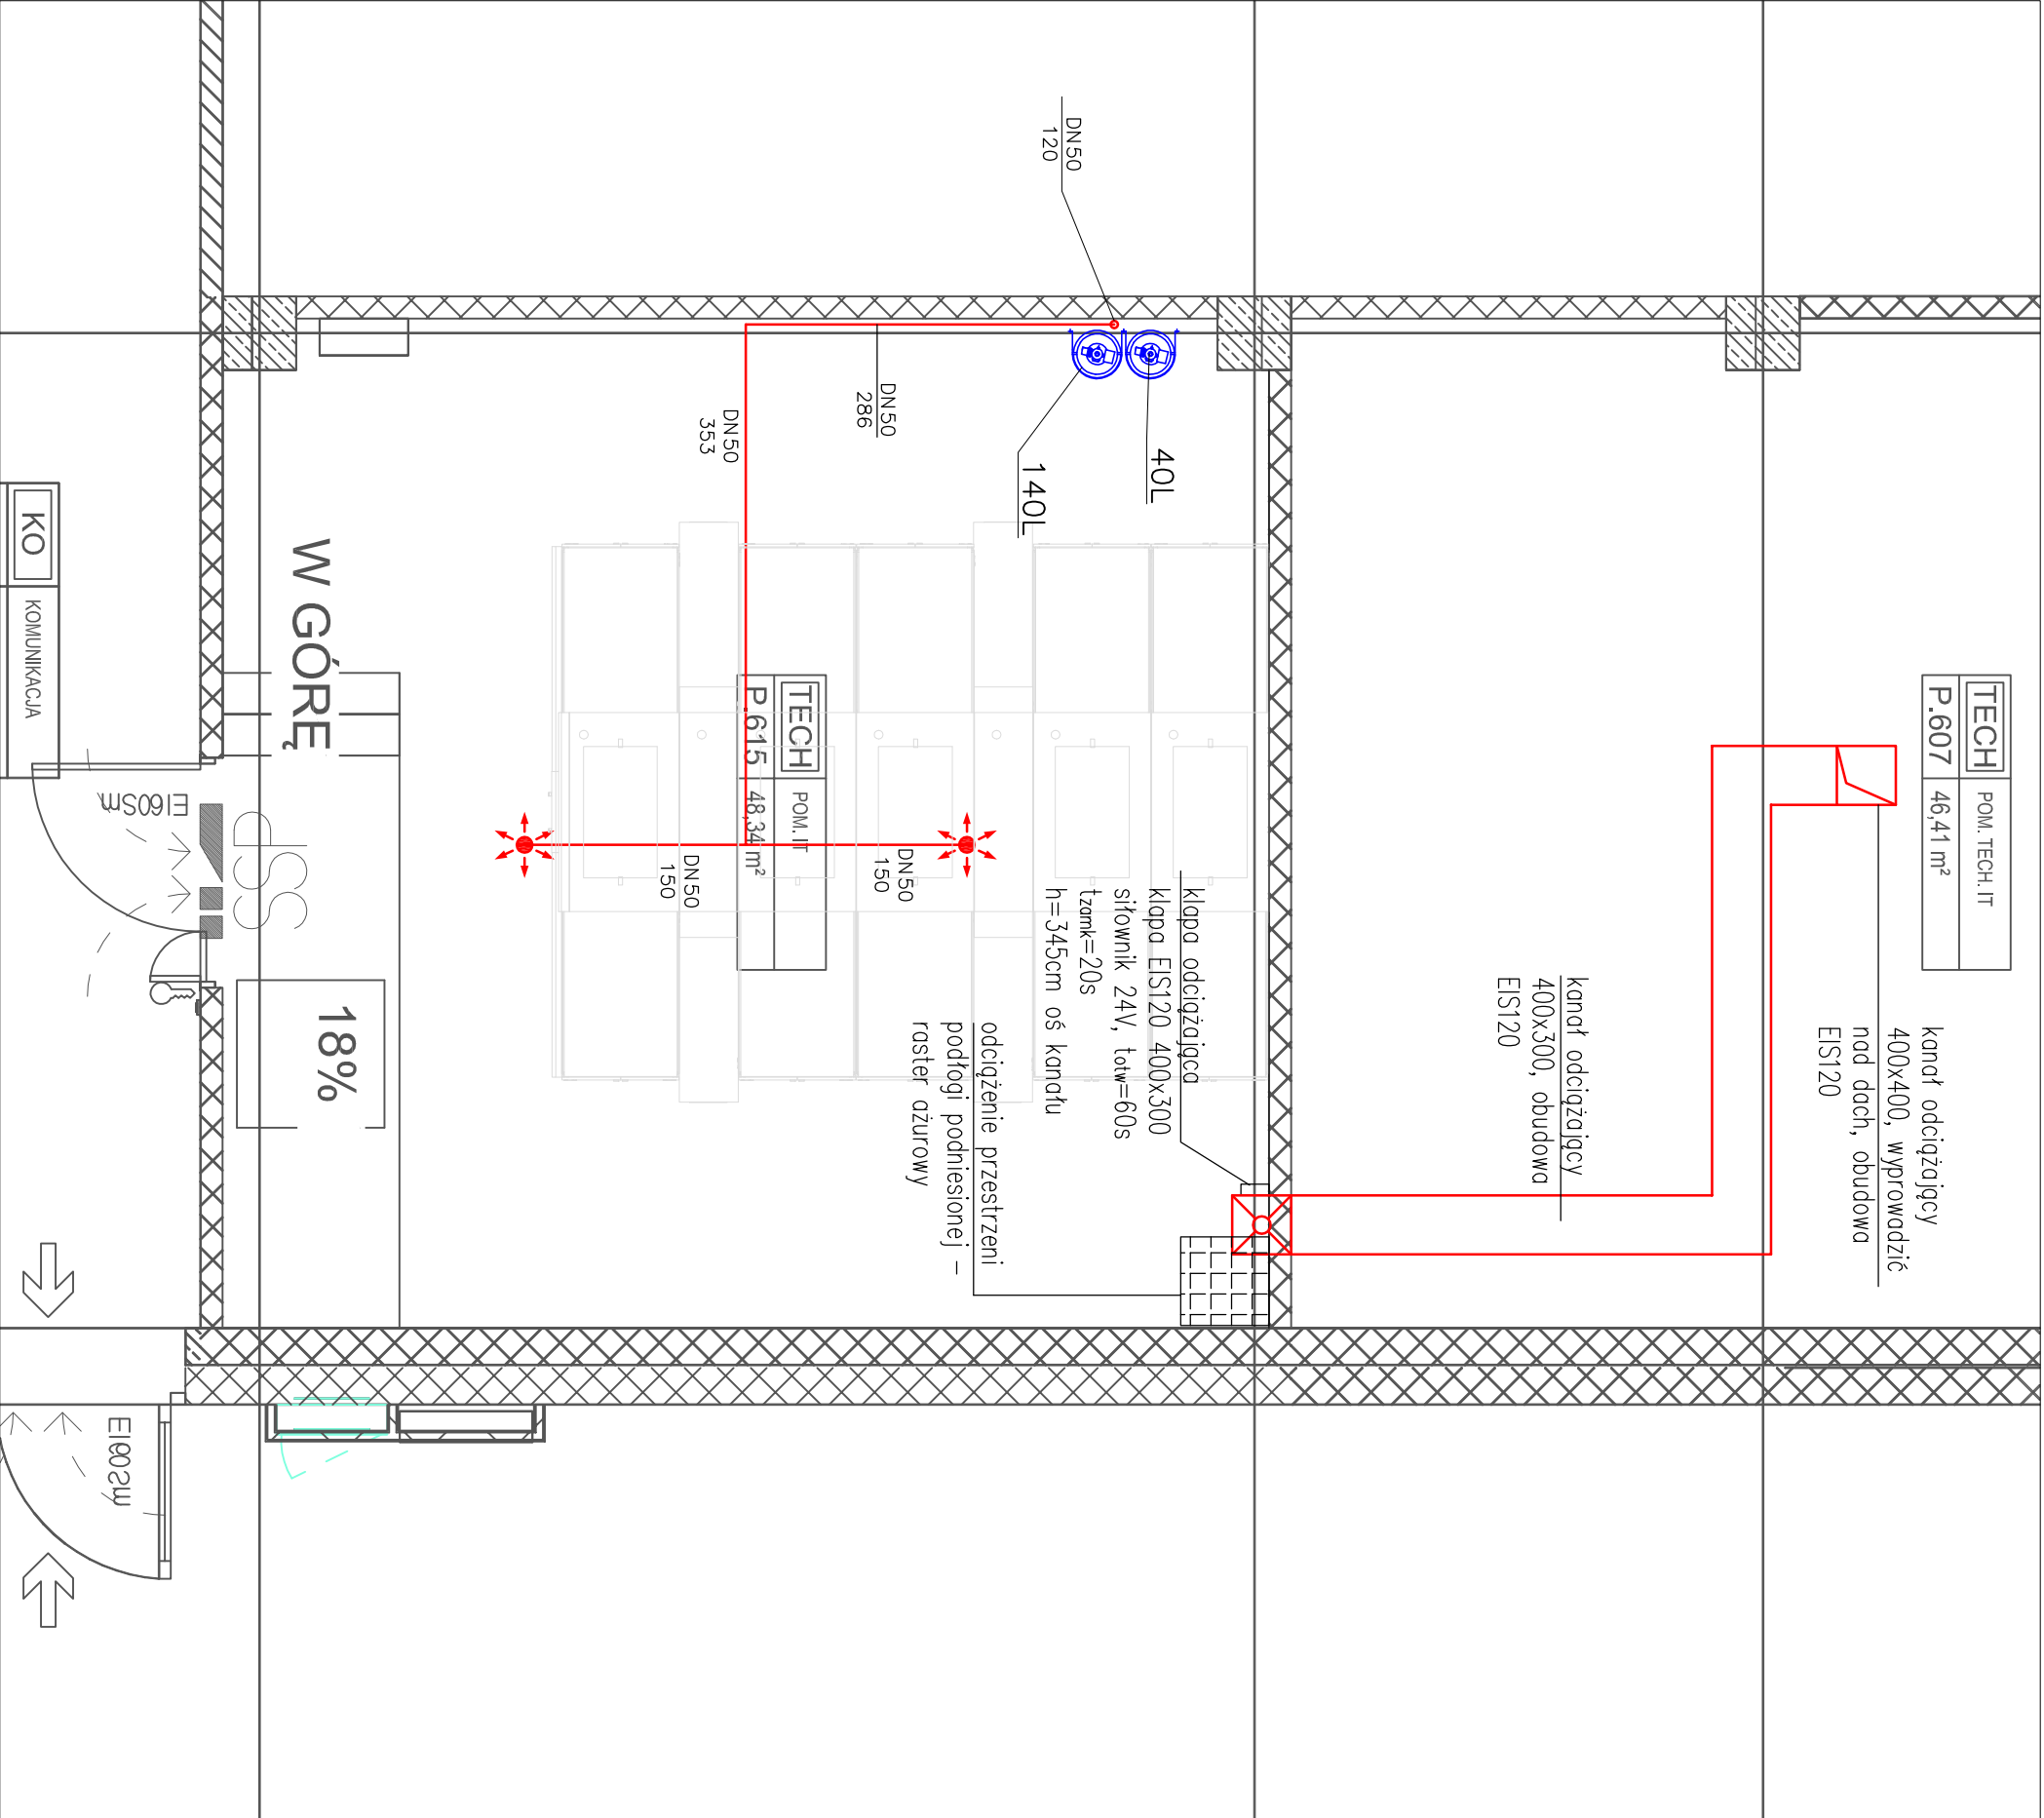 DN50
120
DN50
286
DN50
353
40L
140L
KO
KOMUNIKACJA
W GÓRĘ
TECH
POM. IT
P.615
48,34 m²
TECH
POM. TECH. IT
P.607
46,41 m²
EI60Sm
SSP
DN50
150
DN50
150
klapa odciążająca
klapa EIS120 400x300
siłownik 24V, totw=60s
tzamk=20s
h=345cm oś kanału
odciążenie przestrzeni
podłogi podniesionej –
raster ażurowy
kanał odciążający
400x300, obudowa
EIS120
kanał odciążający
400x400, wyprowadzić
nad dach, obudowa
EIS120
18%
EI60Sm